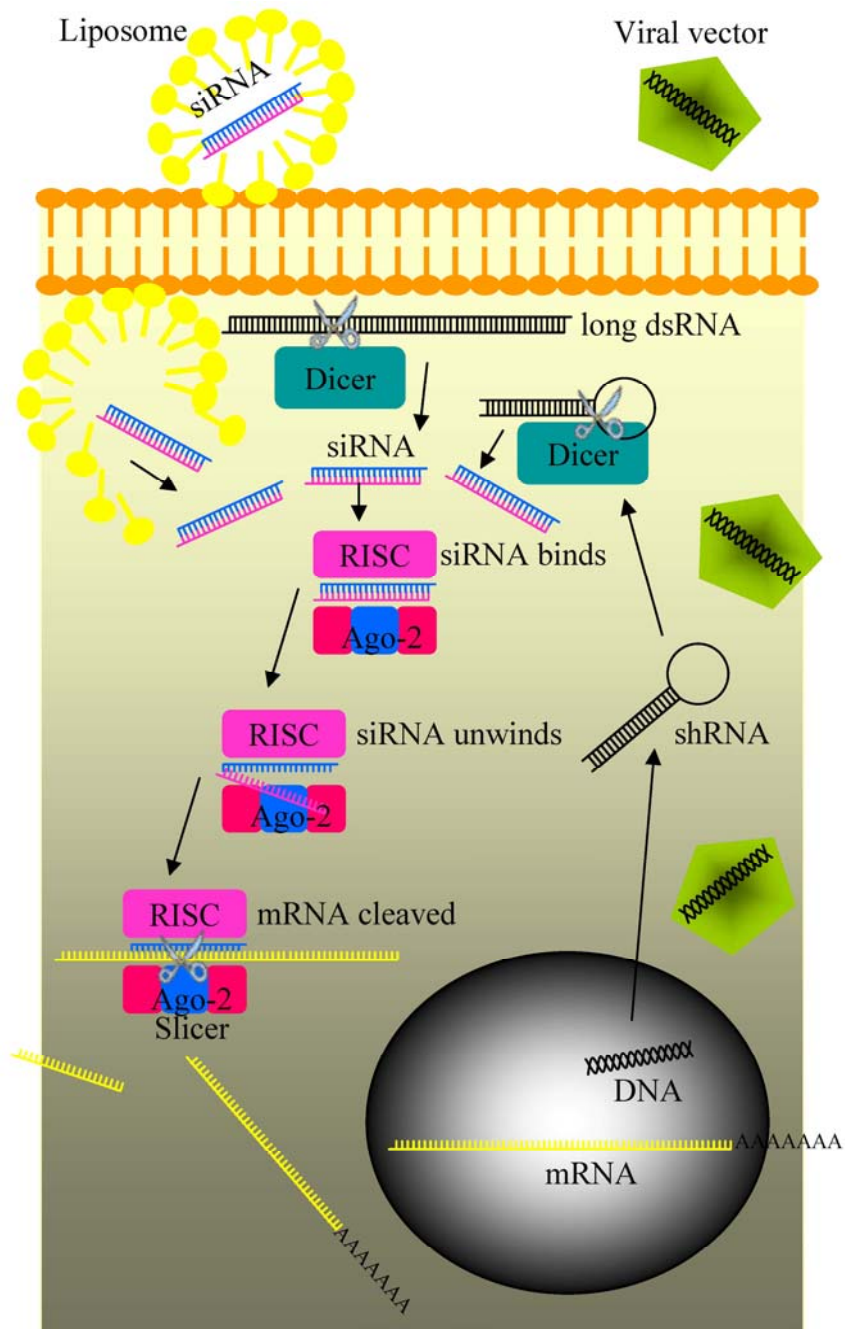 Liposome
Viral vector
siRNA
long dsRNA
Dicer
siRNA
Dicer
RISC
siRNA binds
Ago-2
RISC
siRNA unwinds
shRNA
Ago-2
RISC
mRNA cleaved
Ago-2
Slicer
DNA
AAAAAAA
mRNA
AAAAAAA